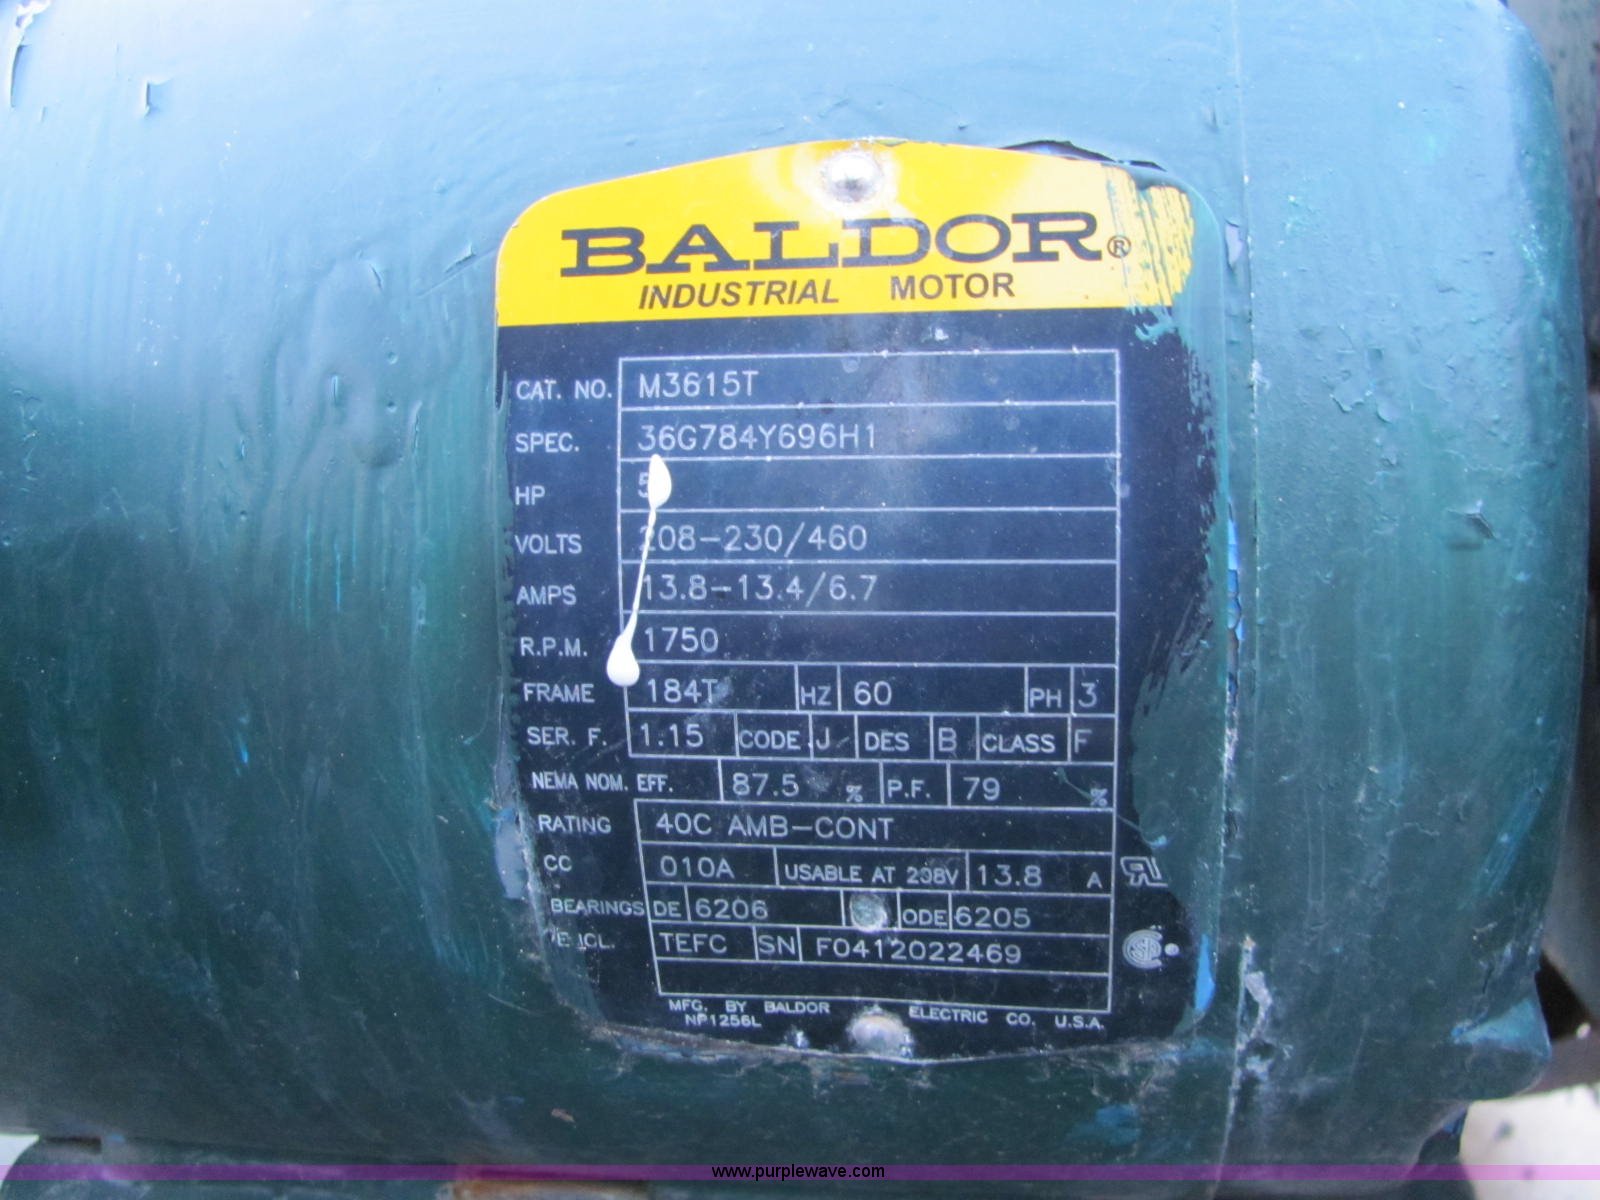 BALDOR®
INDUSTRIAL MOTOR
CAT. NO. M3615T
SPEC. 36G784Y696H1
HP 5
VOLTS 208-230/460
AMPS 13.8-13.4/6.7
R.P.M. 1750
FRAME 184T HZ 60 PH 3
SER. F. 1.15 CODE J DES B CLASS F
NEMA NOM. EFF. 87.5 % P.F. 79 %
RATING 40C AMB-CONT
CC 010A USABLE AT 208V 13.8 A
BEARINGS DE 6206 ODE 6205
TEFC SN F0412022469
MFG. BY BALDOR ELECTRIC CO. U.S.A.
NP1256L
www.purplewave.com